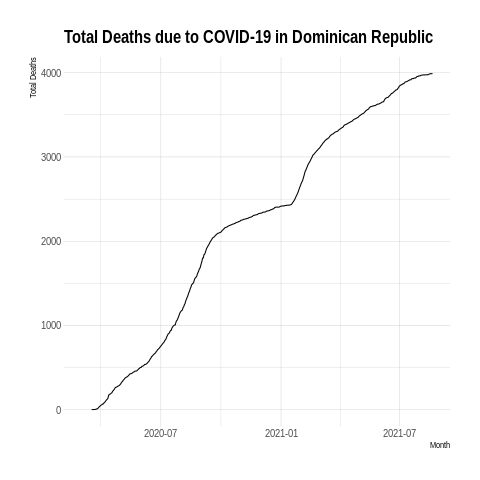 Total Deaths due to COVID-19 in Dominican Republic
Total Deaths
4000
3000
2000
1000
0
2020-07
2021-01
2021-07
Month